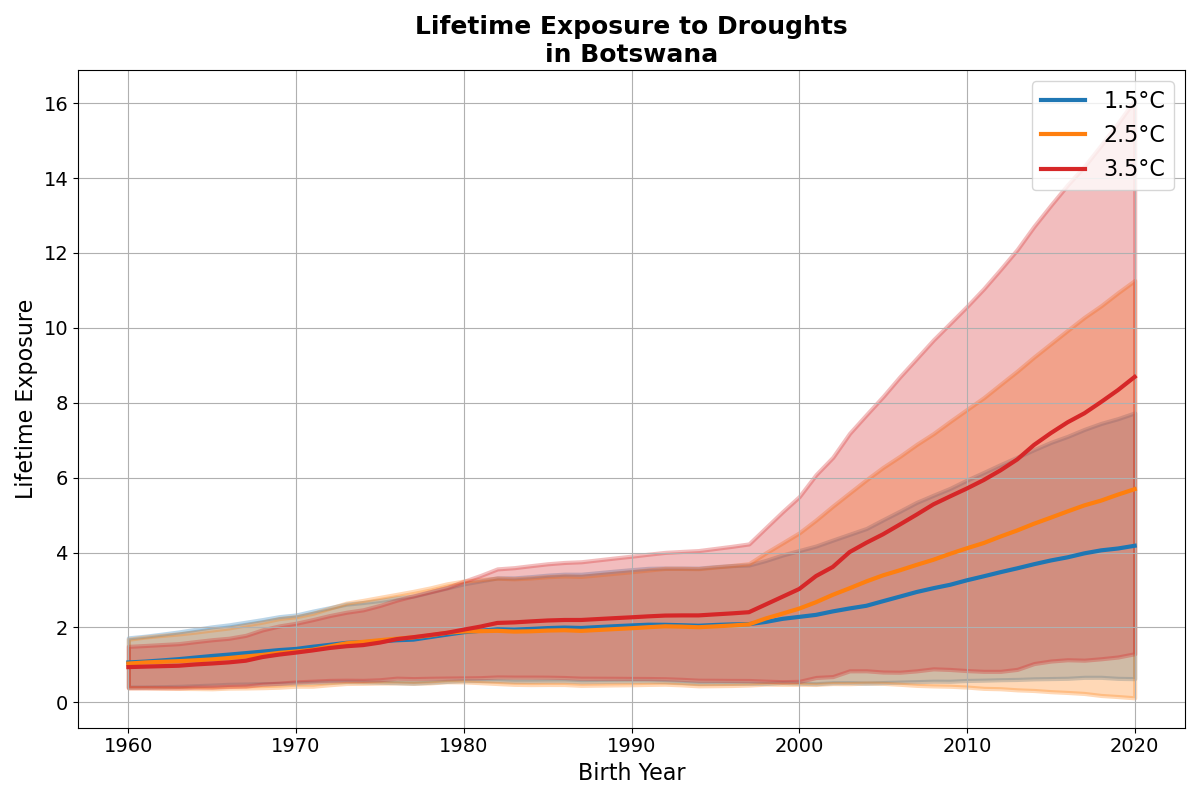 Lifetime Exposure to Droughts
in Botswana
Lifetime Exposure
16
14
12
10
8
6
4
2
0
1.5°C
2.5°C
3.5°C
1960
1970
1980
1990
2000
2010
2020
Birth Year